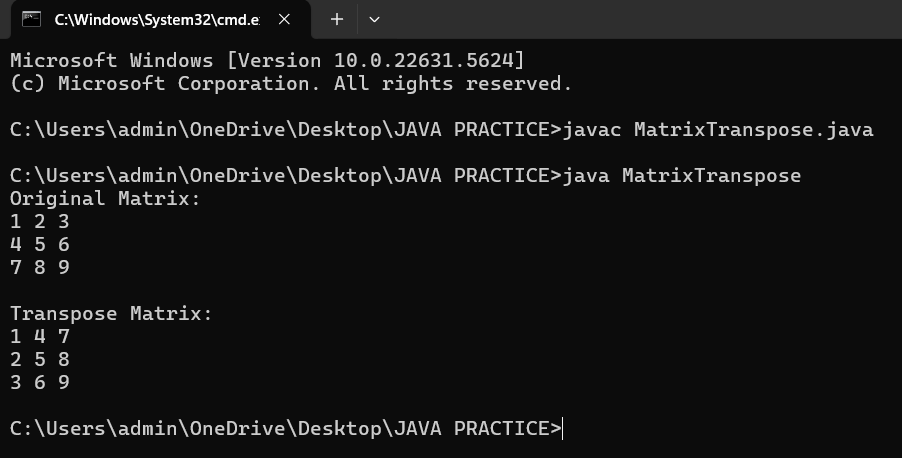 C:\Windows\System32\cmd.e:
Microsoft Windows [Version 10.0.22631.5624]
(c) Microsoft Corporation. All rights reserved.
C:\Users\admin\OneDrive\Desktop\JAVA PRACTICE>javac MatrixTranspose.java
C:\Users\admin\OneDrive\Desktop\JAVA PRACTICE>java MatrixTranspose
Original Matrix:
1 2 3
4 5 6
7 8 9
Transpose Matrix:
1 4 7
2 5 8
3 6 9
C:\Users\admin\OneDrive\Desktop\JAVA PRACTICE>